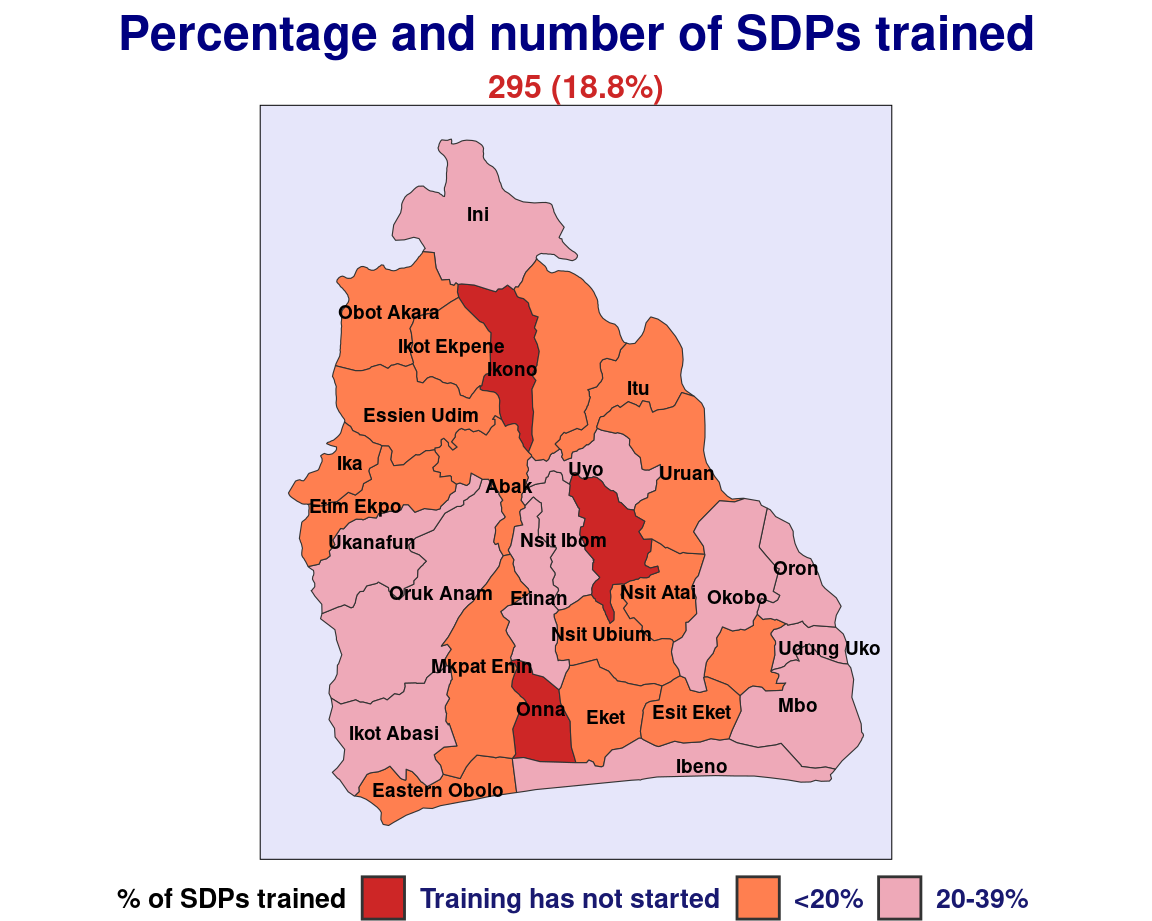 Percentage and number of SDPs trained
295 (18.8%)
Ini
Obot Akara
Ikot Ekpene
Ikono
Itu
Essien Udim
Ika
Uyo
Uruan
Abak
Etim Ekpo
Ukanafun
Nsit Ibom
Oron
Oruk Anam
Etinan
Nsit Atai
Okobo
Nsit Ubium
Udung Uko
Mkpat Enin
Onna
Eket
Esit Eket
Mbo
Ikot Abasi
Ibeno
Eastern Obolo
% of SDPs trained Training has not started <20% 20-39%